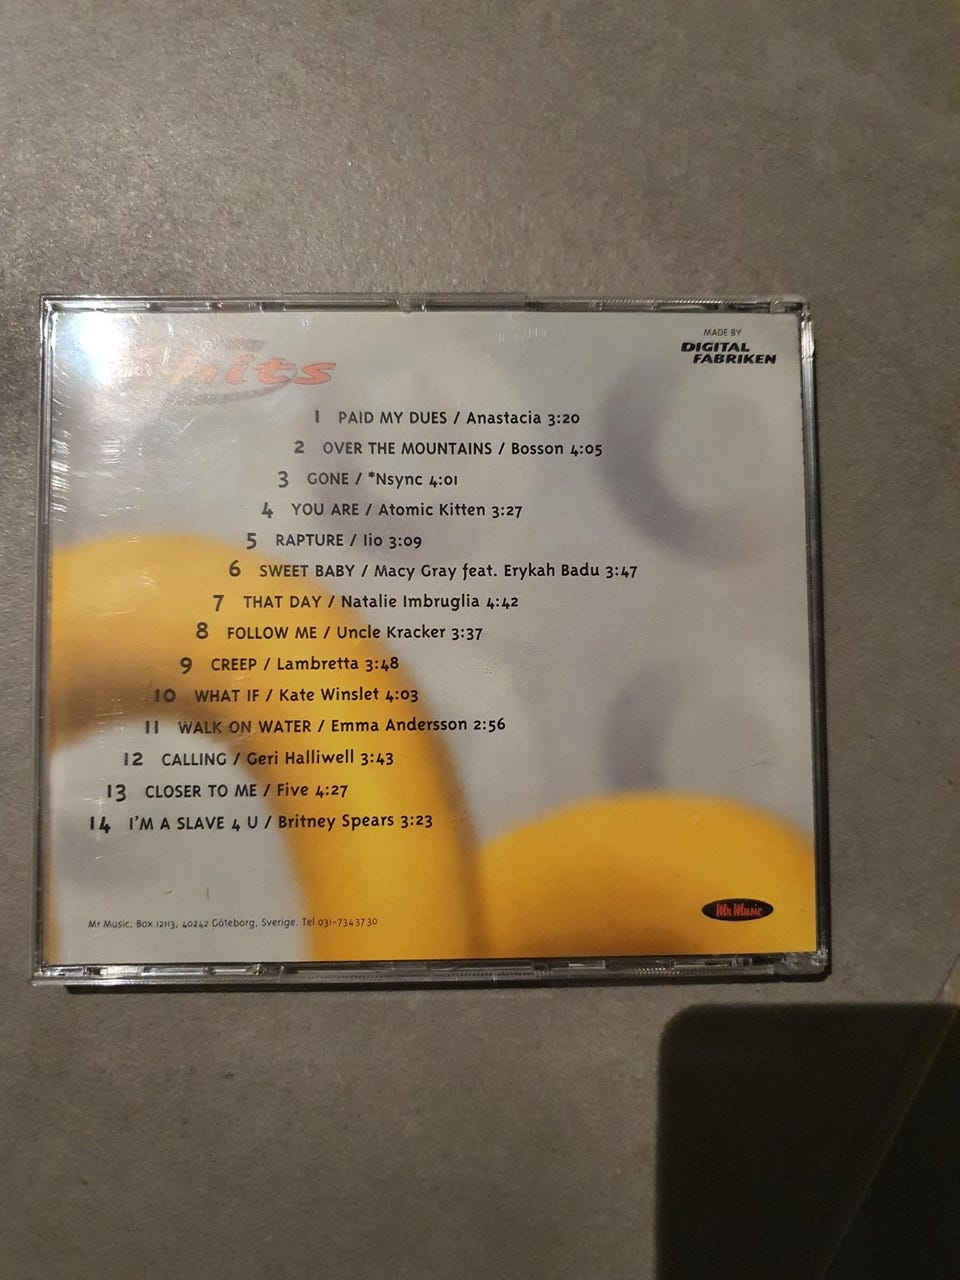 hits
MADE BY
DIGITAL
FABRIKEN
1 PAID MY DUES / Anastacia 3:20
2 OVER THE MOUNTAINS / Bosson 4:05
3 GONE / *Nsync 4:01
4 YOU ARE / Atomic Kitten 3:27
5 RAPTURE / Iio 3:09
6 SWEET BABY / Macy Gray feat. Erykah Badu 3:47
7 THAT DAY / Natalie Imbruglia 4:42
8 FOLLOW ME / Uncle Kracker 3:37
9 CREEP / Lambretta 3:48
10 WHAT IF / Kate Winslet 4:03
11 WALK ON WATER / Emma Andersson 2:56
12 CALLING / Geri Halliwell 3:43
13 CLOSER TO ME / Five 4:27
14 I'M A SLAVE 4 U / Britney Spears 3:23
Mr Music, Box 12113, 40242 Göteborg, Sverige. Tel 031-7343730
Mr Music